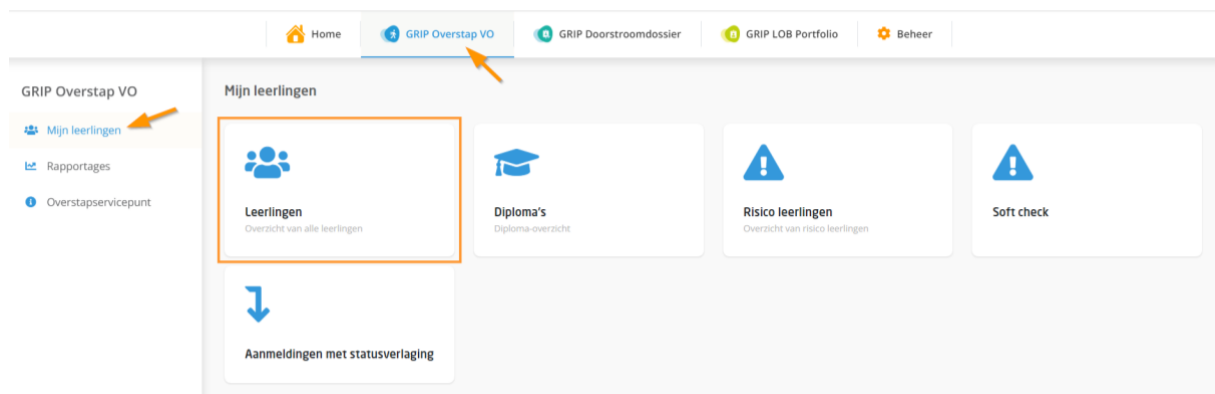 Home
GRIP Overstap VO
GRIP Doorstroomdossier
GRIP LOB Portfolio
Beheer
GRIP Overstap VO
Mijn leerlingen
Rapportages
Overstapservicepunt
Mijn leerlingen
Leerlingen
Overzicht van alle leerlingen
Diploma's
Diploma-overzicht
Risico leerlingen
Overzicht van risico leerlingen
Soft check
Aanmeldingen met statusverlaging